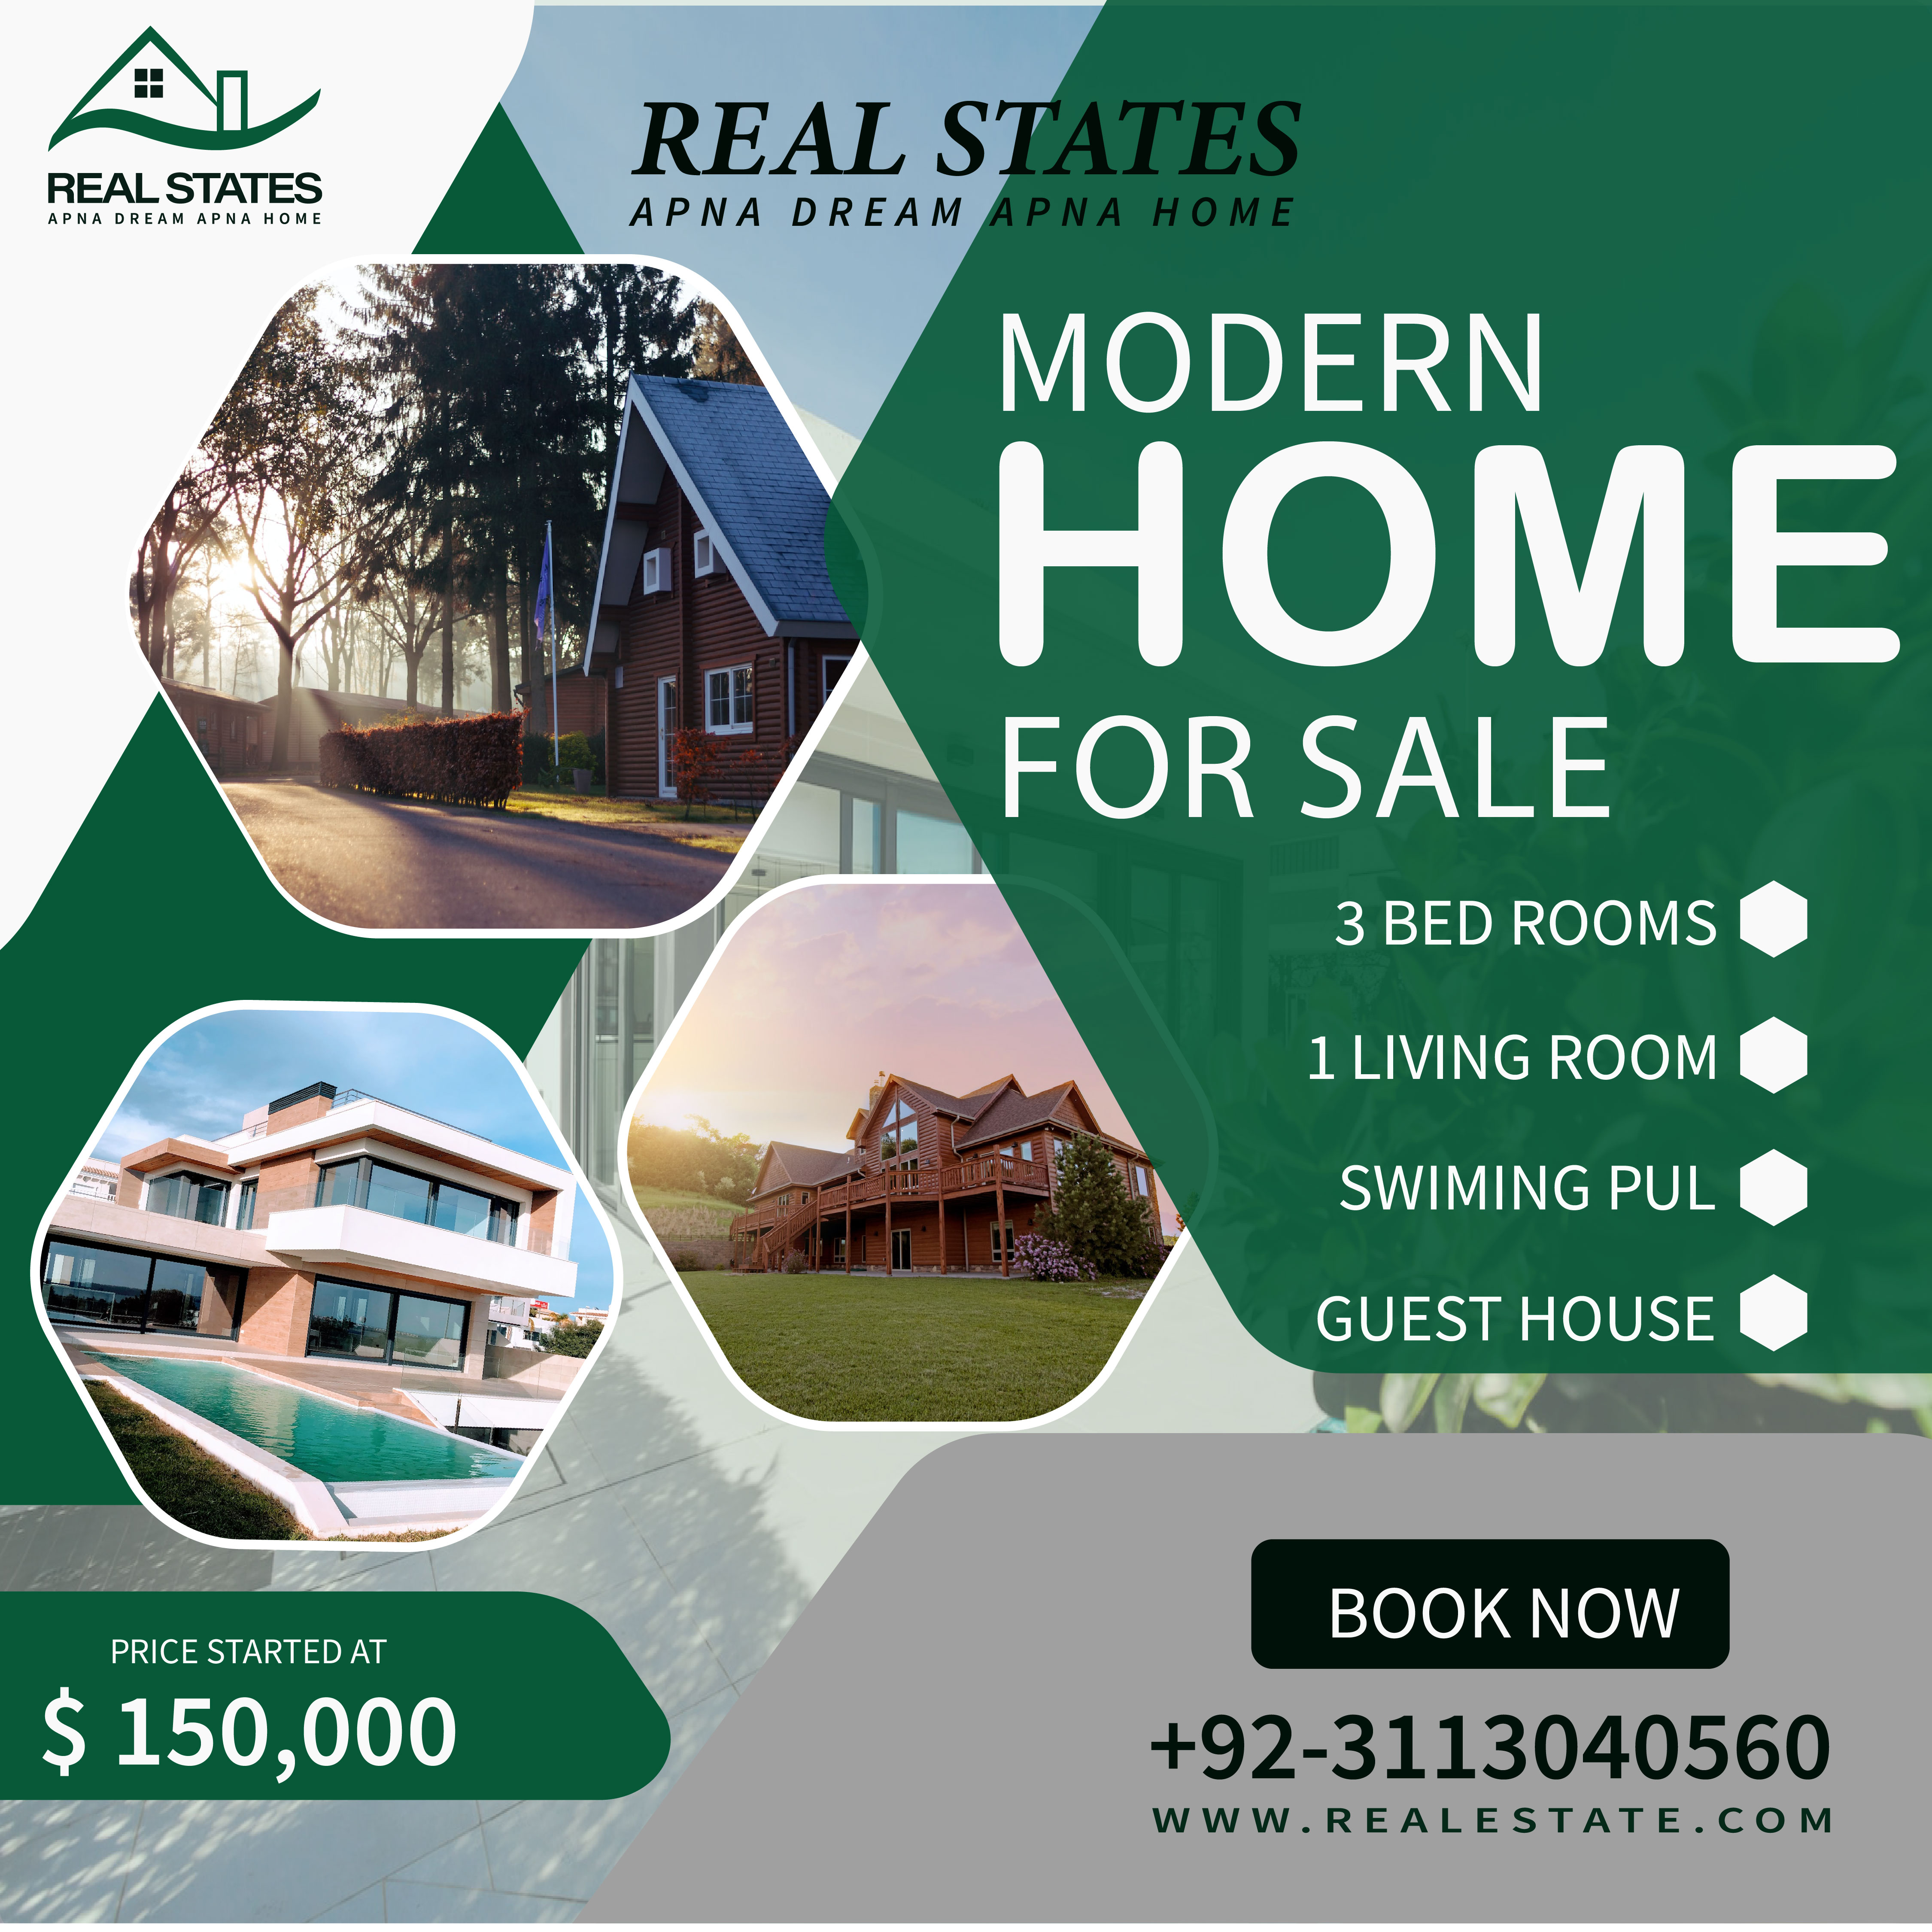 REAL STATES
APNA DREAM APNA HOME
REAL STATES
APNA DREAM APNA HOME
MODERN
HOME
FOR SALE
3 BED ROOMS
1 LIVING ROOM
SWIMING PUL
GUEST HOUSE
PRICE STARTED AT
$ 150,000
BOOK NOW
+92-3113040560
WWW.REALESTATE.COM